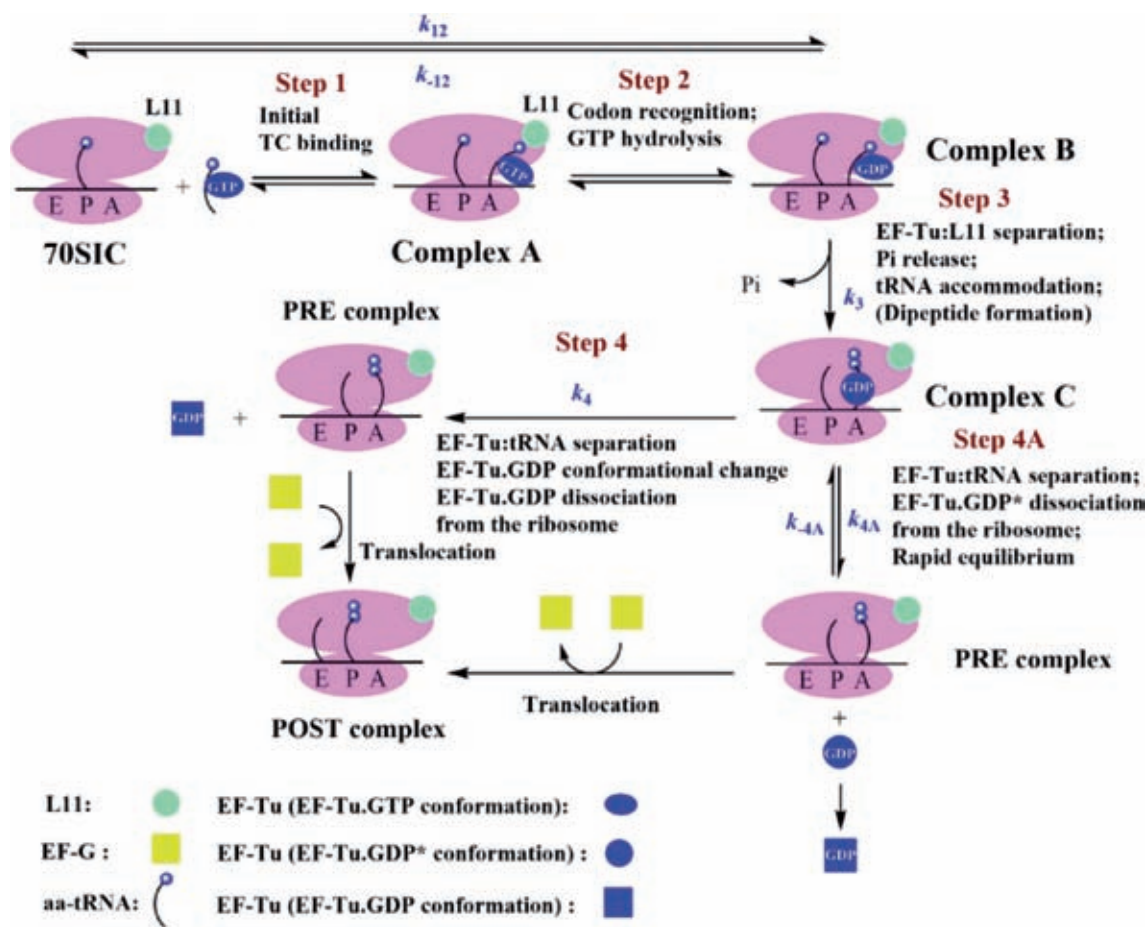 k12
k-12
Step 1
Initial
TC binding
Step 2
Codon recognition;
GTP hydrolysis
L11
L11
+
GTP
GTP
GDP
E P A
E P A
E P A
70SIC
Complex A
Complex B
Step 3
EF-Tu:L11 separation;
Pi release;
tRNA accommodation;
(Dipeptide formation)
Pi
k3
PRE complex
Step 4
k4
GDP
+
E P A
GDP
E P A
Complex C
EF-Tu:tRNA separation
EF-Tu.GDP conformational change
EF-Tu.GDP dissociation
from the ribosome
Step 4A
EF-Tu:tRNA separation;
EF-Tu.GDP* dissociation
from the ribosome;
Rapid equilibrium
k-4A
k4A
Translocation
E P A
POST complex
Translocation
E P A
PRE complex
+
GDP
GDP
L11:
EF-Tu (EF-Tu.GTP conformation):
EF-G :
EF-Tu (EF-Tu.GDP* conformation) :
aa-tRNA:
EF-Tu (EF-Tu.GDP conformation) :